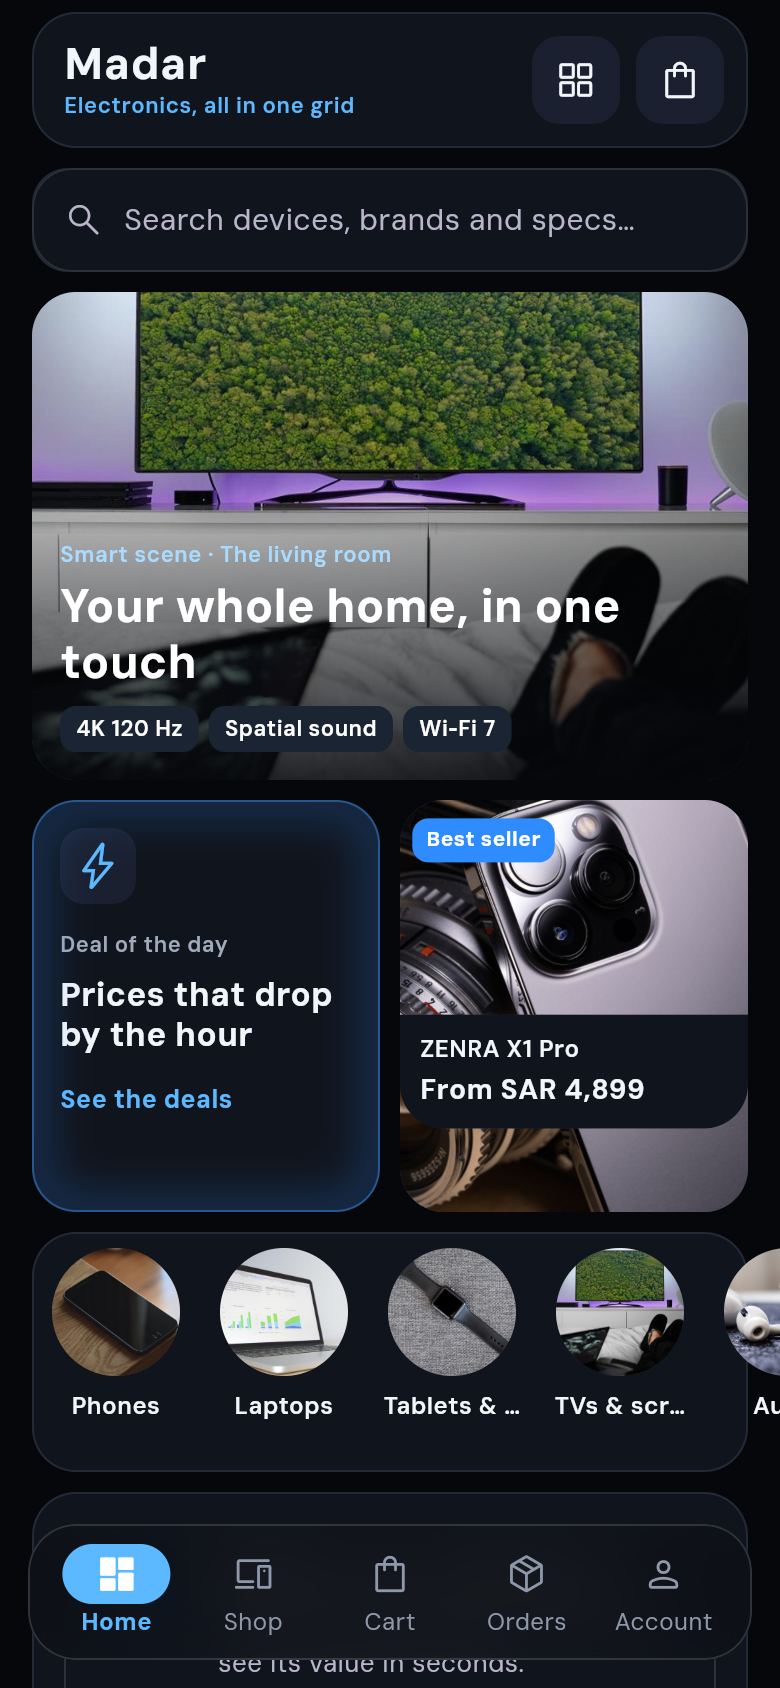 Madar
Electronics, all in one grid
Search devices, brands and specs...
Smart scene · The living room
Your whole home, in one
touch
4K 120 Hz
Spatial sound
Wi-Fi 7
Deal of the day
Prices that drop
by the hour
See the deals
Best seller
ZENRA X1 Pro
From SAR 4,899
Phones
Laptops
Tablets & ...
TVs & scr...
Au
Home
Shop
Cart
Orders
Account
see its value in seconds.